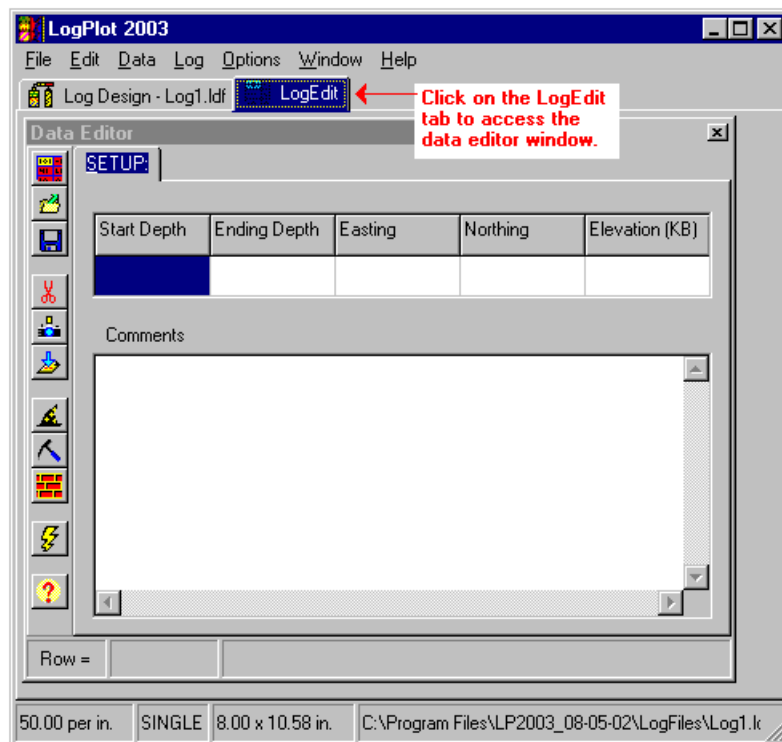 LogPlot 2003
File Edit Data Log Options Window Help
Log Design - Log1.ldf LogEdit
Click on the LogEdit
tab to access the
data editor window.
Data Editor
SETUP:
Start Depth Ending Depth Easting Northing Elevation (KB)
Comments
Row =
50.00 per in. SINGLE 8.00 x 10.58 in. C:\Program Files\LP2003_08-05-02\LogFiles\Log1.l